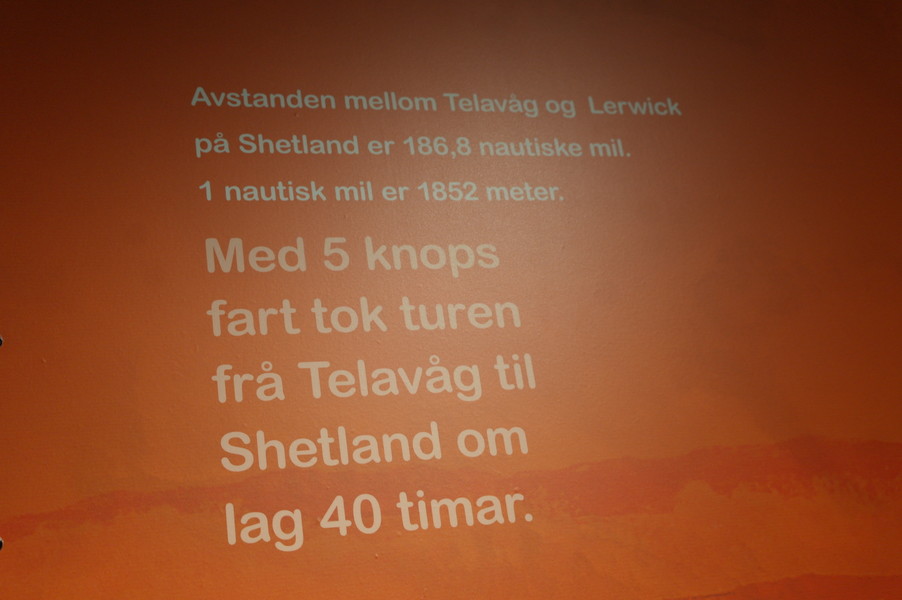 Avstanden mellom Telavåg og Lerwick
på Shetland er 186,8 nautiske mil.
1 nautisk mil er 1852 meter.
Med 5 knops
fart tok turen
frå Telavåg til
Shetland om
lag 40 timar.